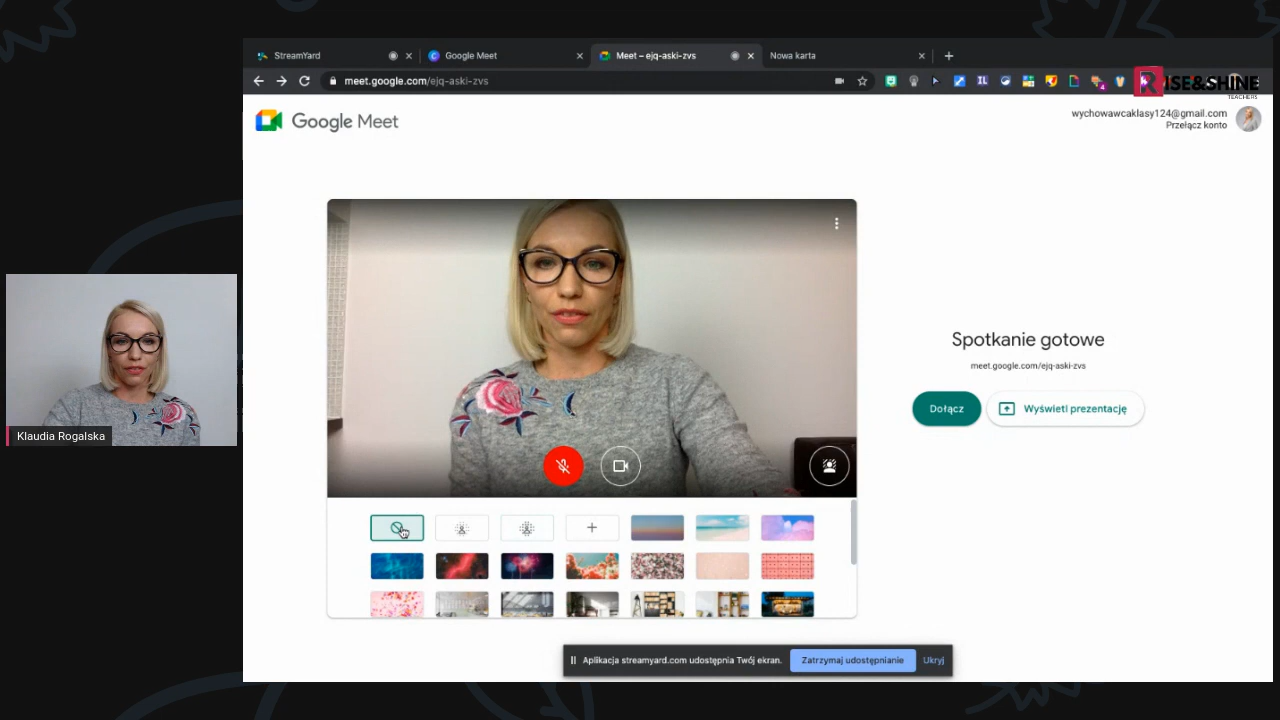 StreamYard
Google Meet
Meet – ejq-aski-zvs
Nowa karta
meet.google.com/ejq-aski-zvs
IL
4
RISE&SHINE
TEACHERS
Google Meet
wychowawcaklasy124@gmail.com
Przełącz konto
Spotkanie gotowe
meet.google.com/ejq-aski-zvs
Dołącz
Wyświetl prezentację
Klaudia Rogalska
Aplikacja streamyard.com udostępnia Twój ekran.
Zatrzymaj udostępnianie
Ukryj